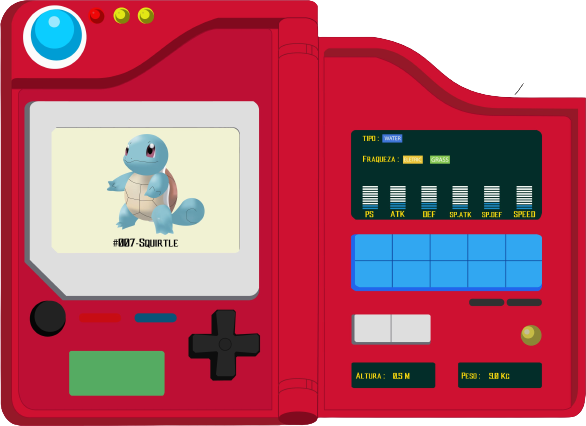 #007-Squirtle
Tipo: WATER
Fraqueza: ELECTRIC GRASS
PS ATK DEF SP.ATK SP.DEF SPEED
Altura: 0.5 M
Peso: 9.0 Kg